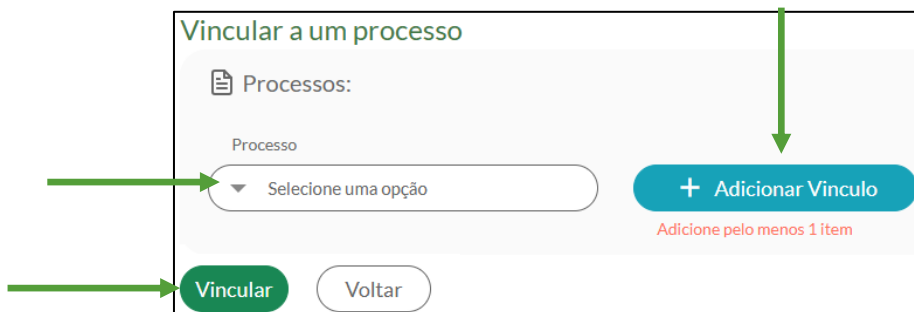 Vincular a um processo
Processos:
Processo
Selecione uma opção
+ Adicionar Vinculo
Adicione pelo menos 1 item
Vincular
Voltar